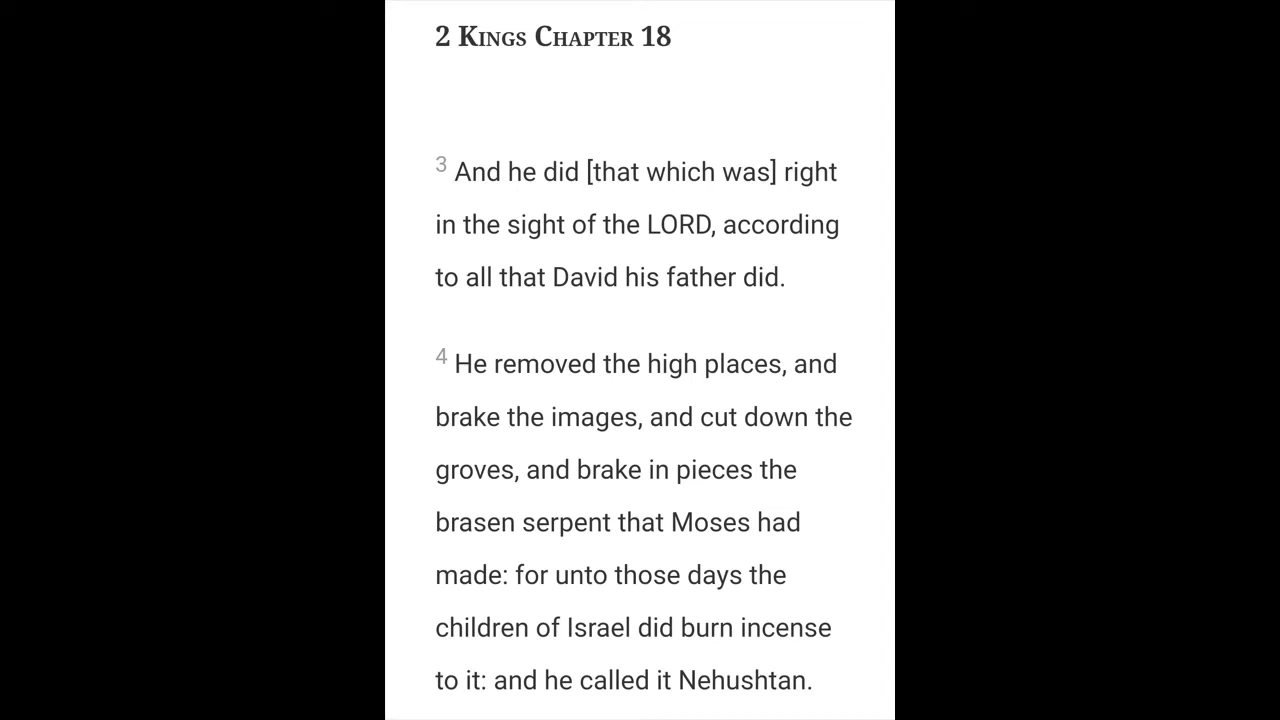 2 Kings Chapter 18
3 And he did [that which was] right
in the sight of the LORD, according
to all that David his father did.
4 He removed the high places, and
brake the images, and cut down the
groves, and brake in pieces the
brasen serpent that Moses had
made: for unto those days the
children of Israel did burn incense
to it: and he called it Nehushtan.